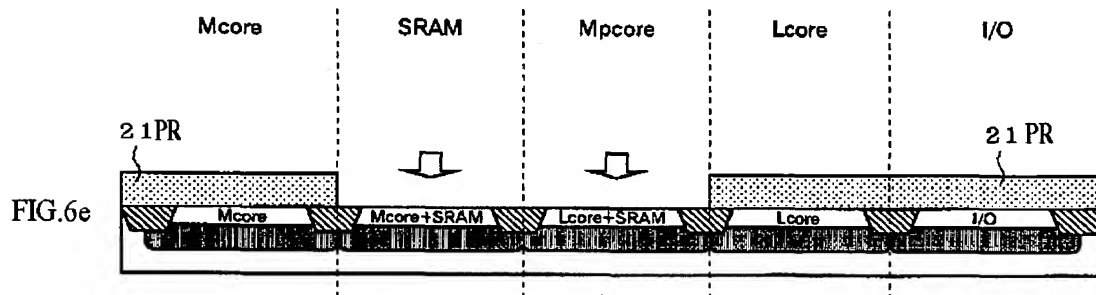 Mcore SRAM Mpcore Lcore I/O
21PR 21PR
FIG.6e
Mcore Mcore+SRAM Lcore+SRAM Lcore I/O